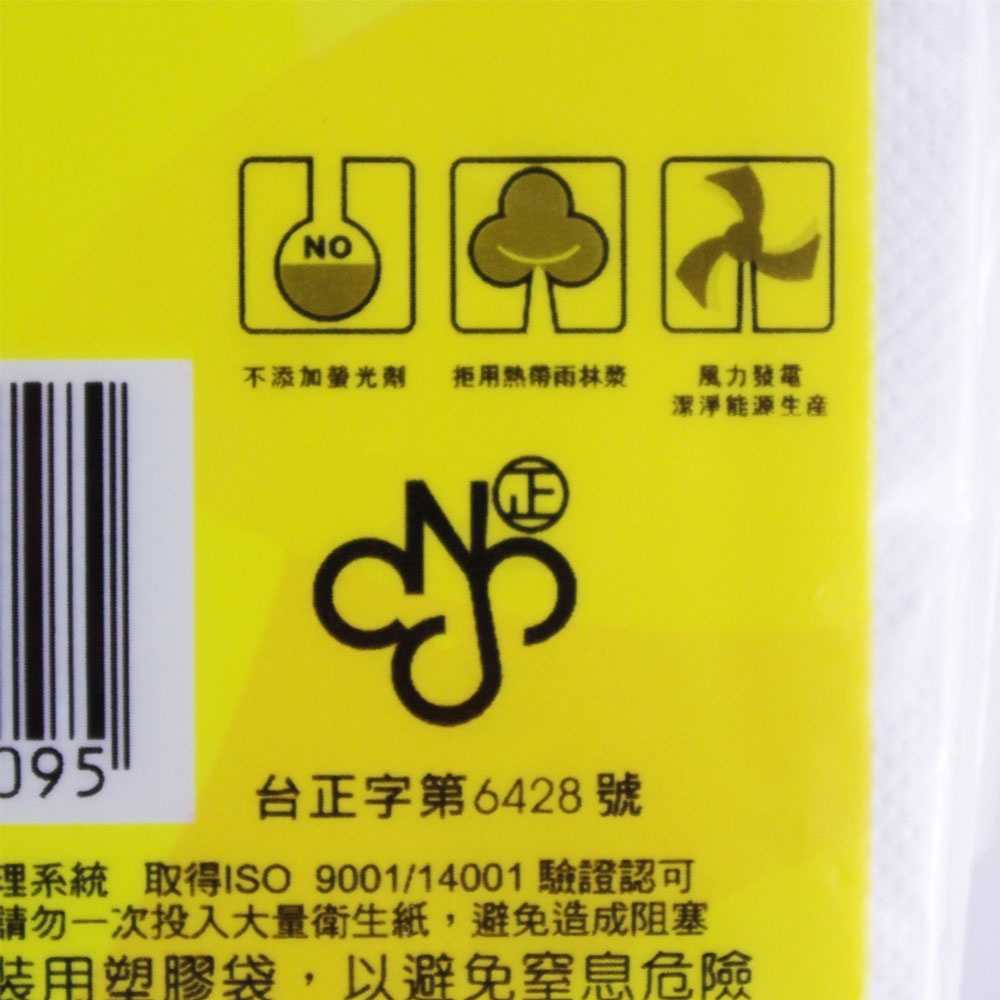 NO
不添加螢光劑
拒用熱帶雨林漿
風力發電
潔淨能源生産
CNS
正
095
台正字第6428號
理系統 取得ISO 9001/14001 驗證認可
請勿一次投入大量衛生紙，避免造成阻塞
裝用塑膠袋，以避免窒息危險